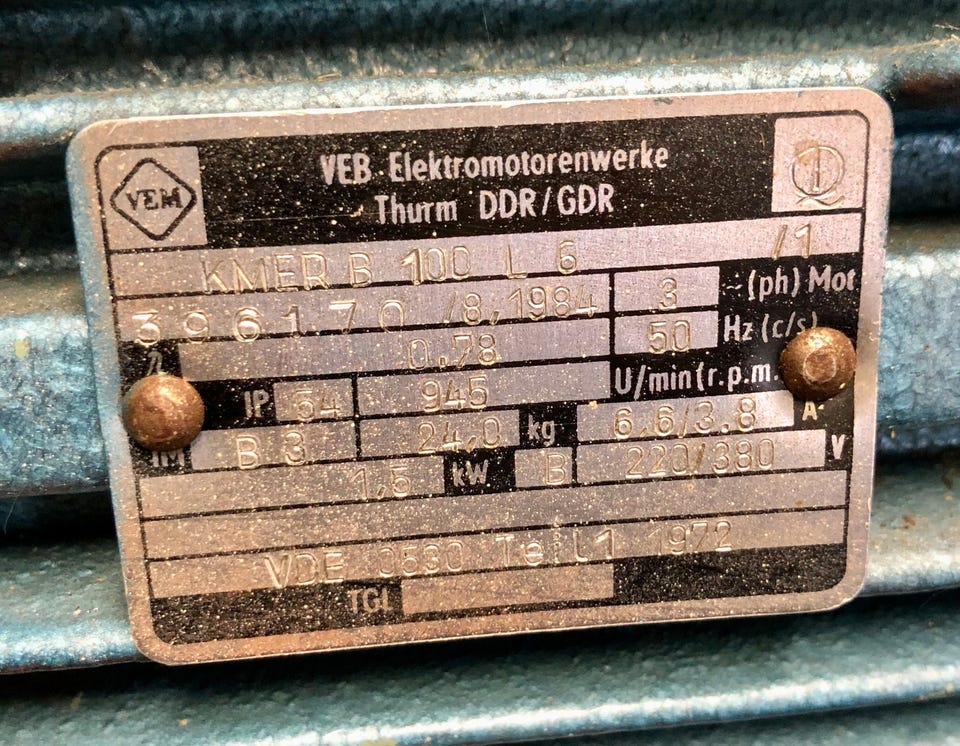 VEM
VEB Elektromotorenwerke
Thurm DDR/GDR
1Q
KMER B 100 L 6 /1
396170 /8,1984 3 ~(ph) Mot
0.78 50 Hz(c/s)
IP 54 945 U/min(r.p.m.
IM B 3 24,0 kg 6.6/3.8 A
1,5 kW B 220/380 V
VDE 0530 Teil1 1972
TGL